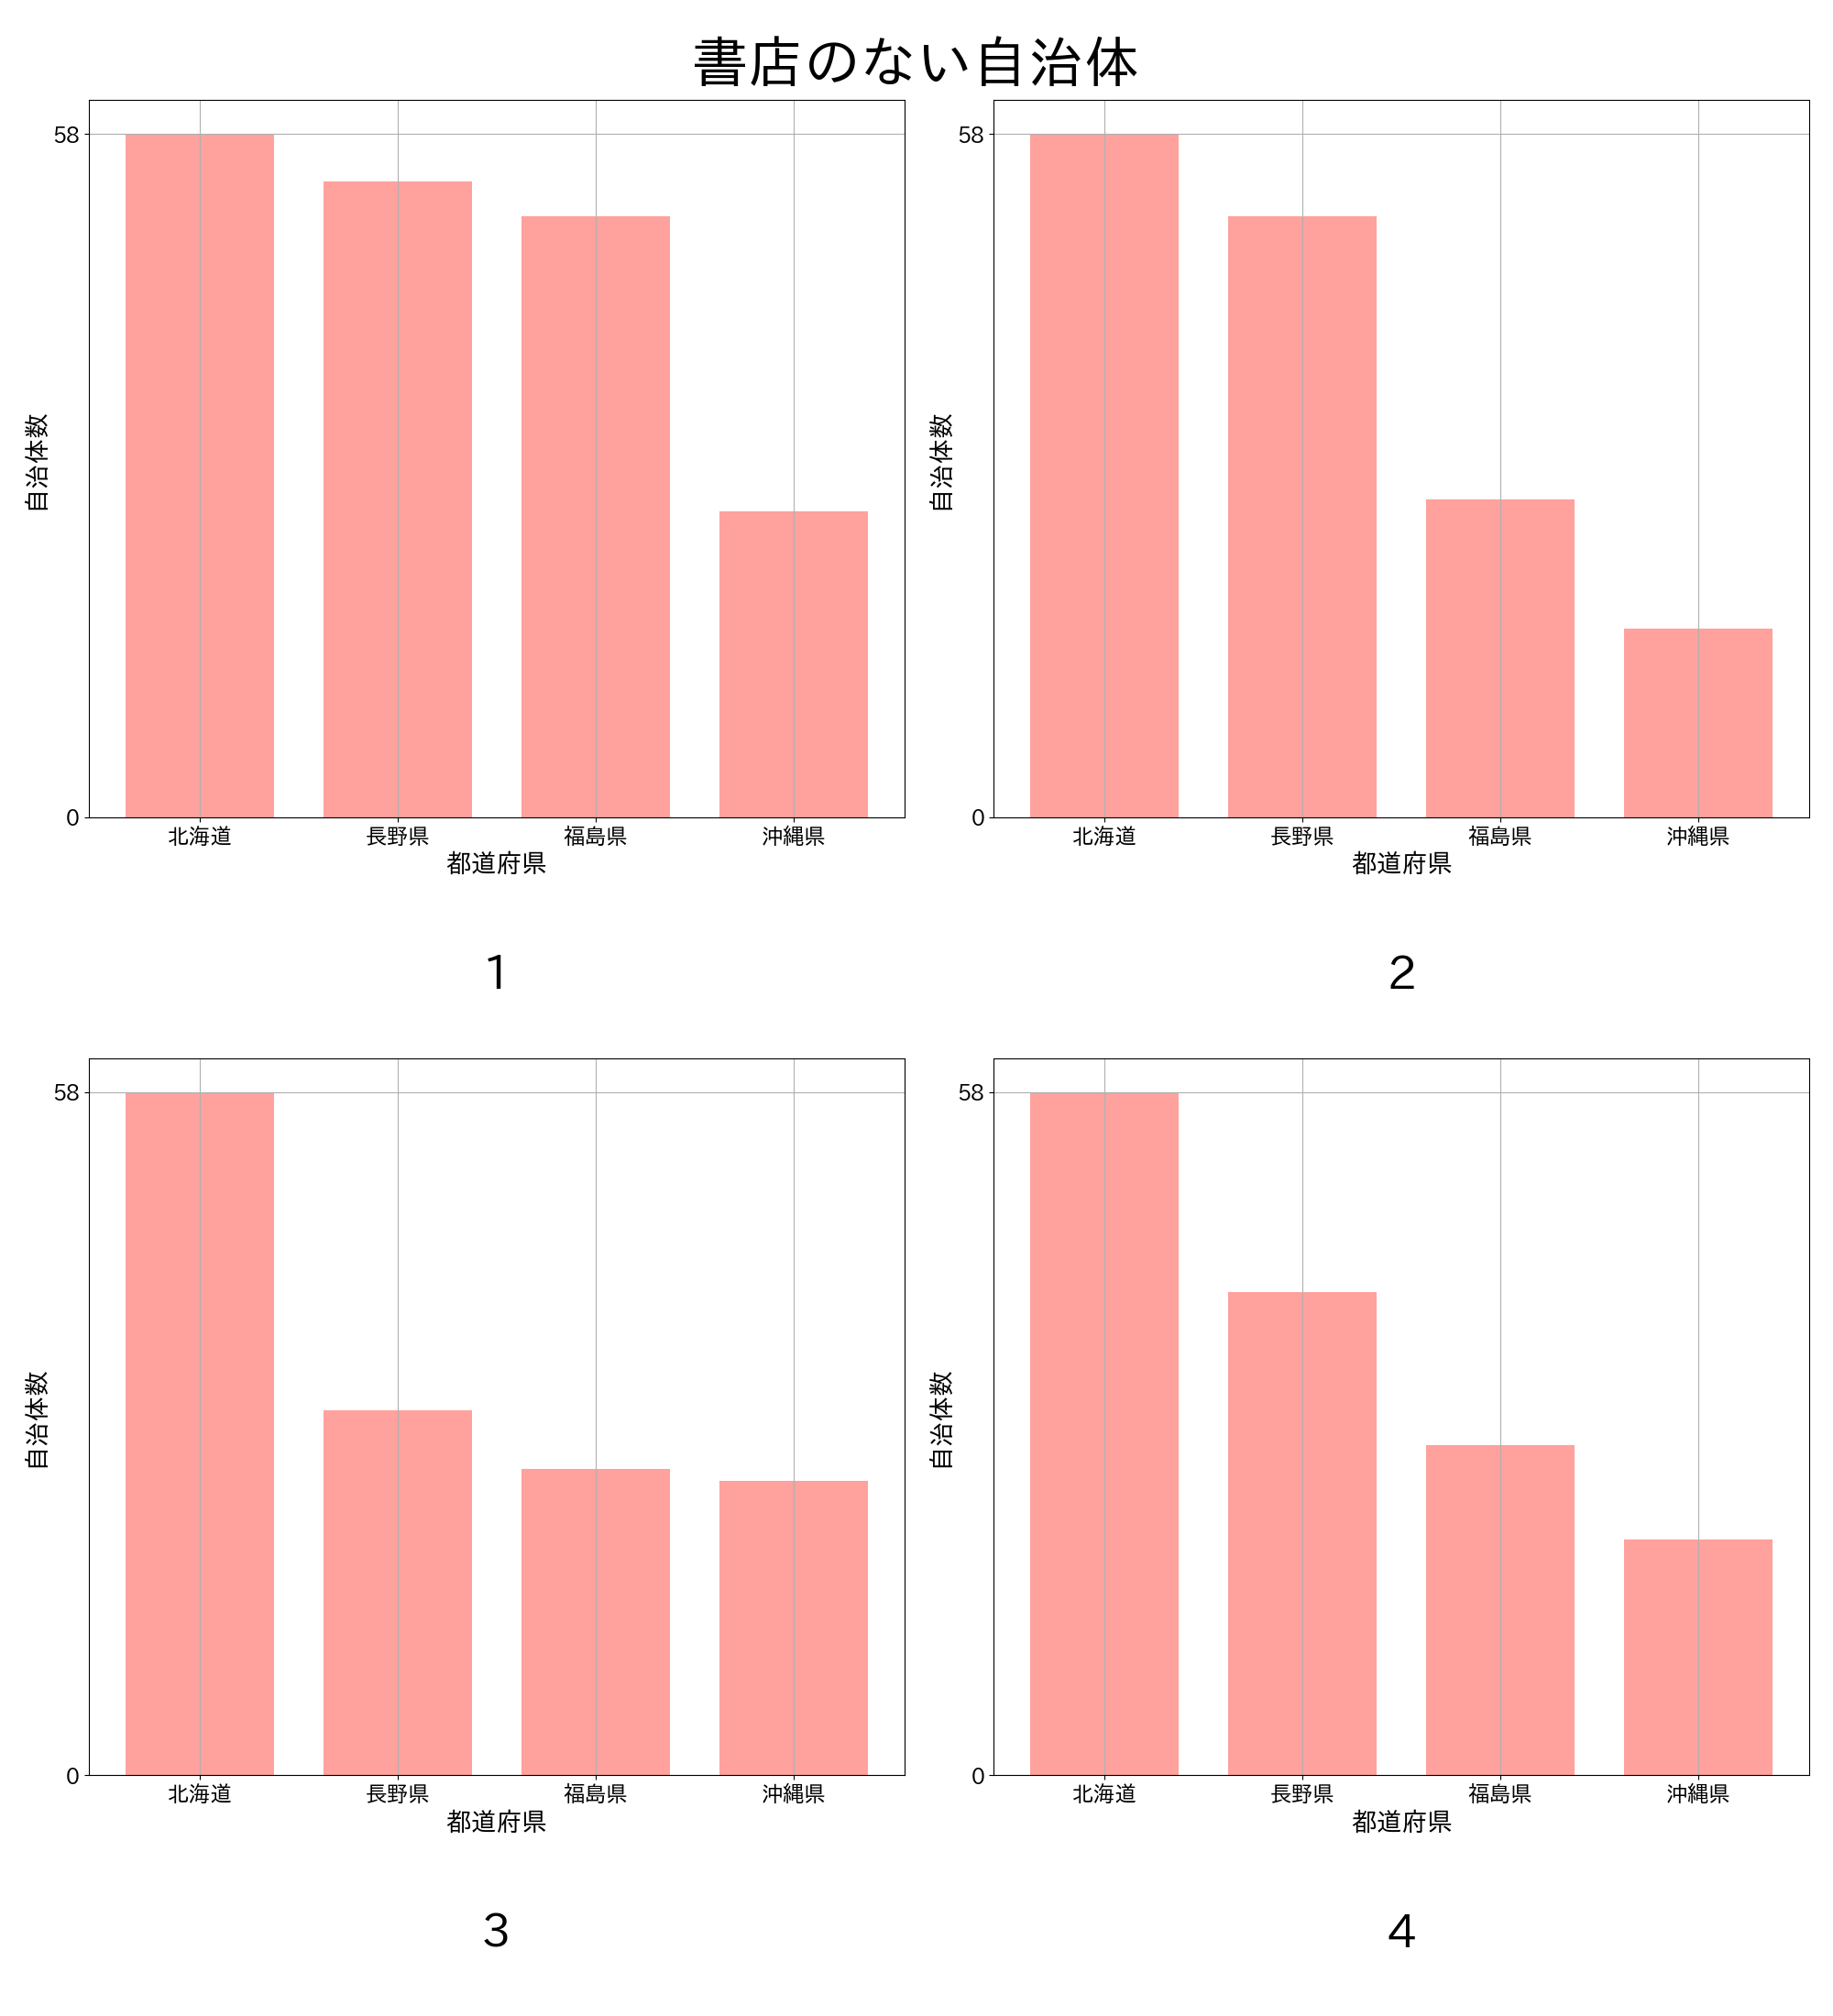 書店のない自治体
58
0
自治体数
北海道 長野県 福島県 沖縄県
都道府県
1
58
0
自治体数
北海道 長野県 福島県 沖縄県
都道府県
2
58
0
自治体数
北海道 長野県 福島県 沖縄県
都道府県
3
58
0
自治体数
北海道 長野県 福島県 沖縄県
都道府県
4